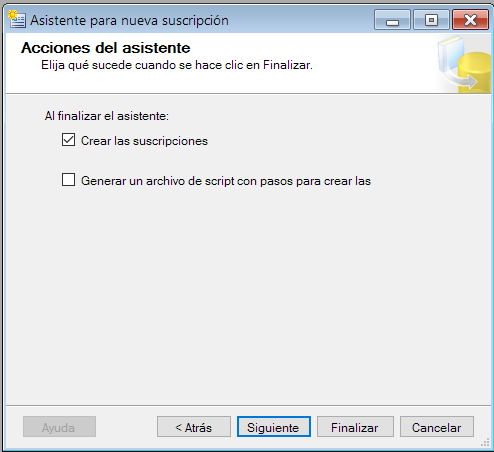 Asistente para nueva suscripción
Acciones del asistente
Elija qué sucede cuando se hace clic en Finalizar.
Al finalizar el asistente:
Crear las suscripciones
Generar un archivo de script con pasos para crear las
Ayuda
< Atrás
Siguiente
Finalizar
Cancelar